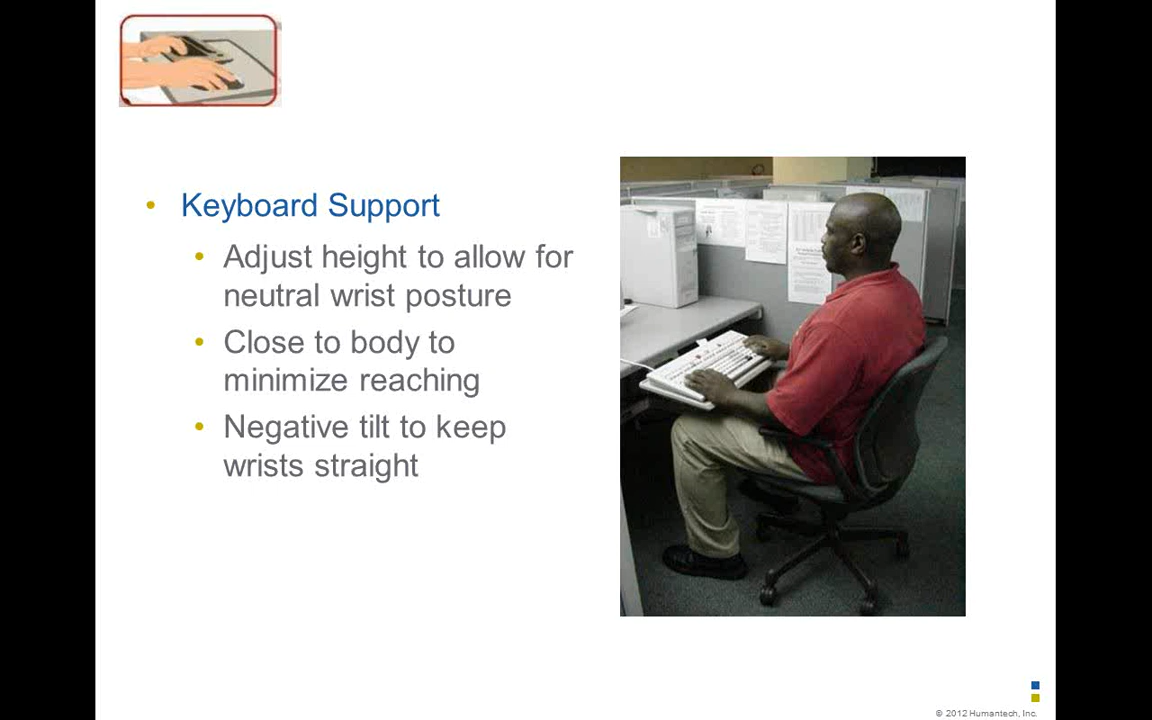 • Keyboard Support
• Adjust height to allow for
neutral wrist posture
• Close to body to
minimize reaching
• Negative tilt to keep
wrists straight
© 2012 Humantech, Inc.